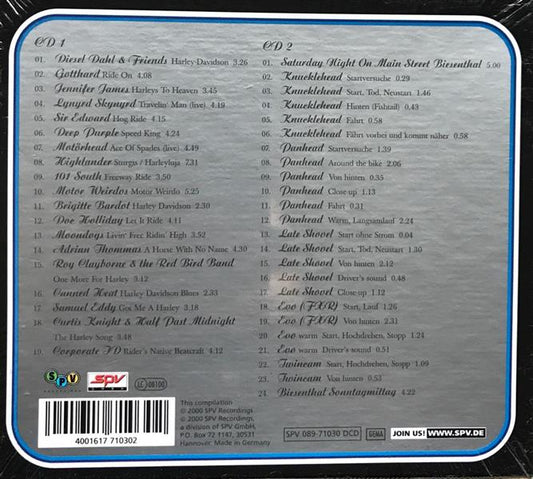 CD 1
01. Diesel Dahl & Friends Harley-Davidson 3.26
02. Gotthard Ride On 4.08
03. Jennifer James Harleys To Heaven 3.45
04. Lynyrd Skynyrd Travelin' Man (live) 4.19
05. Sir Edward Hog Ride 4.05
06. Deep Purple Speed King 4.24
07. Motörhead Ace Of Spades (live) 4.49
08. Highlander Sturgis / Harleyloja 7.31
09. 101 South Freeway Ride 3.50
10. Motor Weirdos Motor Weirdo 5.25
11. Brigitte Bardot Harley Davidson 2.30
12. Doc Holliday Let It Ride 4.11
13. Moondogs Livin' Free Ridin' High 3.52
14. Adrian Thommas A Horse With No Name 4.30
15. Roy Clayborne & the Red Bird Band
One More For Harley 3.12
16. Canned Heat Harley Davidson Blues 2.33
17. Samuel Eddy Got Me A Harley 3.18
18. Curtis Knight & Half Past Midnight
The Harley Song 3.48
19. Corporate FD Rider's Native Beatcraft 4.12
CD 2
01. Saturday Night On Main Street Biesenthal 5.00
02. Knucklehead Startversuche 0.29
03. Knucklehead Start, Tod, Neustart 1.46
04. Knucklehead Hinten (Fahrtail) 0.43
05. Knucklehead Fahrt 0.58
06. Knucklehead Fährt vorbei und kommt näher 0.58
07. Panhead Startversuche 1.39
08. Panhead Around the bike 2.06
09. Panhead Von hinten 0.35
10. Panhead Close-up 1.13
11. Panhead Fahrt 0.31
12. Panhead Warm, Langsamlauf 2.24
13. Late Shovel Start ohne Strom 0.04
14. Late Shovel Start, Tod, Neustart 1.30
15. Late Shovel Von hinten 2.12
16. Late Shovel Driver's sound 0.48
17. Late Shovel Close-up 1.12
18. Evo (FXR) Start, Lauf 1.26
19. Evo (FXR) Von hinten 2.31
20. Evo warm Start, Hochdrehen, Stopp 1.24
21. Evo warm Driver's sound 0.51
22. Twincam Start, Hochdrehen, Stopp 1.09
23. Twincam Von hinten 0.53
24. Biesenthal Sonntagmittag 4.22
SPV
SPV
LC 09100
4001617 710302
This compilation
℗ 2000 SPV Recordings
© 2000 SPV Recordings,
a division of SPV GmbH,
P.O. Box 72 1147, 30531
Hannover. Made in Germany
SPV 089-71030 DCD
GEMA
JOIN US! WWW.SPV.DE